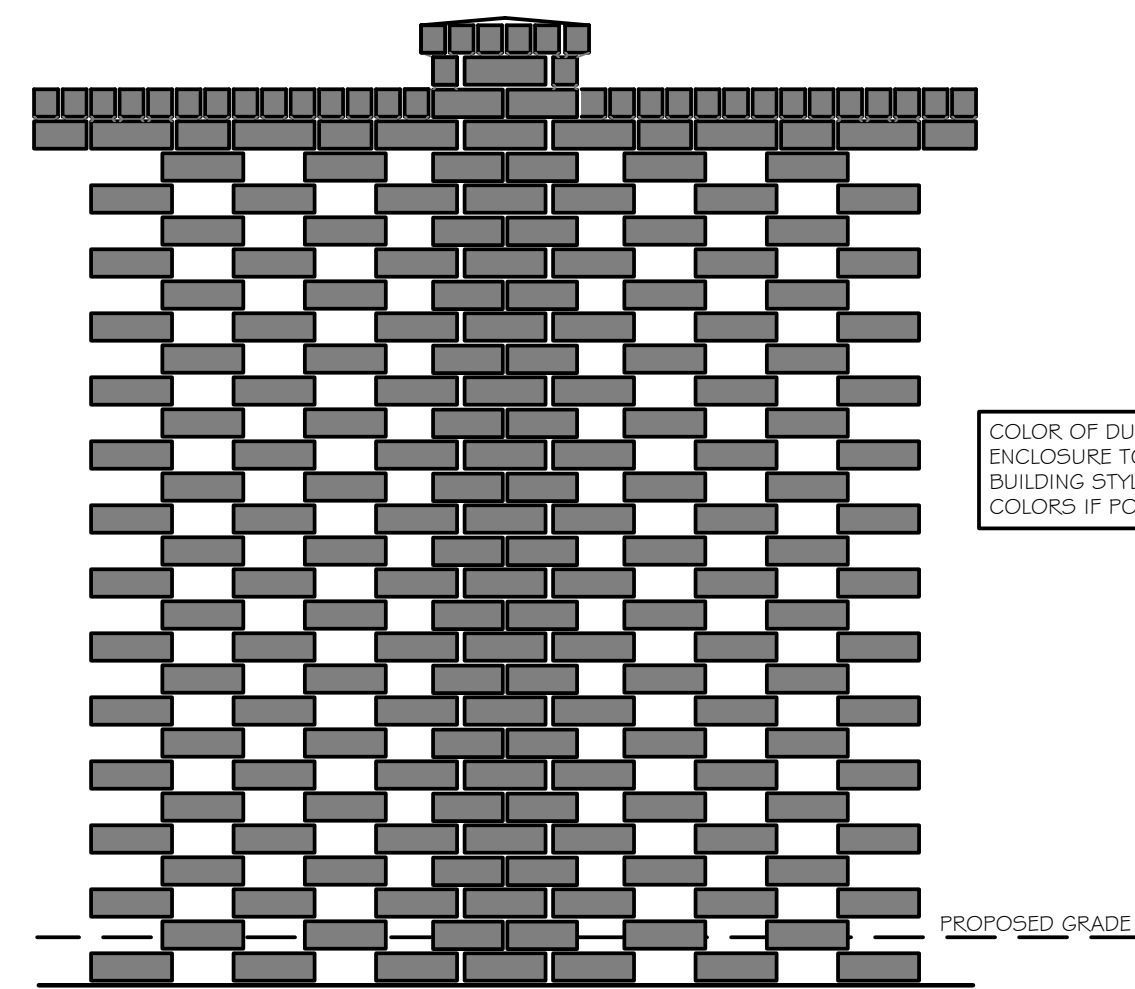 COLOR OF DU
ENCLOSURE TO
BUILDING STYL
COLORS IF PO
PROPOSED GRADE